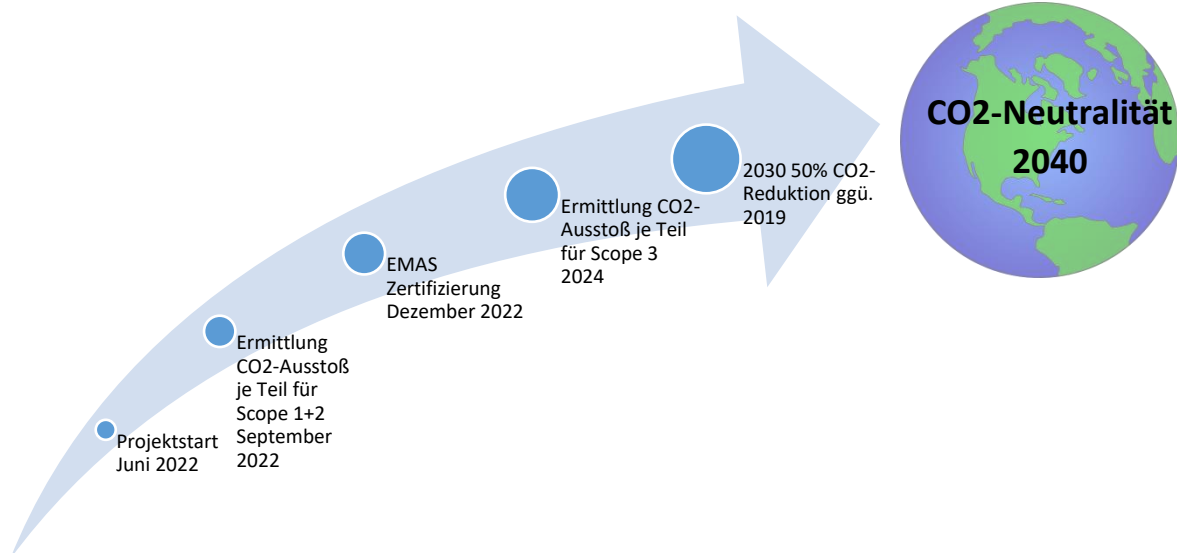 Projektstart
Juni 2022
Ermittlung
CO2-Ausstoß
je Teil für
Scope 1+2
September
2022
EMAS
Zertifizierung
Dezember 2022
Ermittlung CO2-
Ausstoß je Teil
für Scope 3
2024
2030 50% CO2-
Reduktion ggü.
2019
CO2-Neutralität
2040